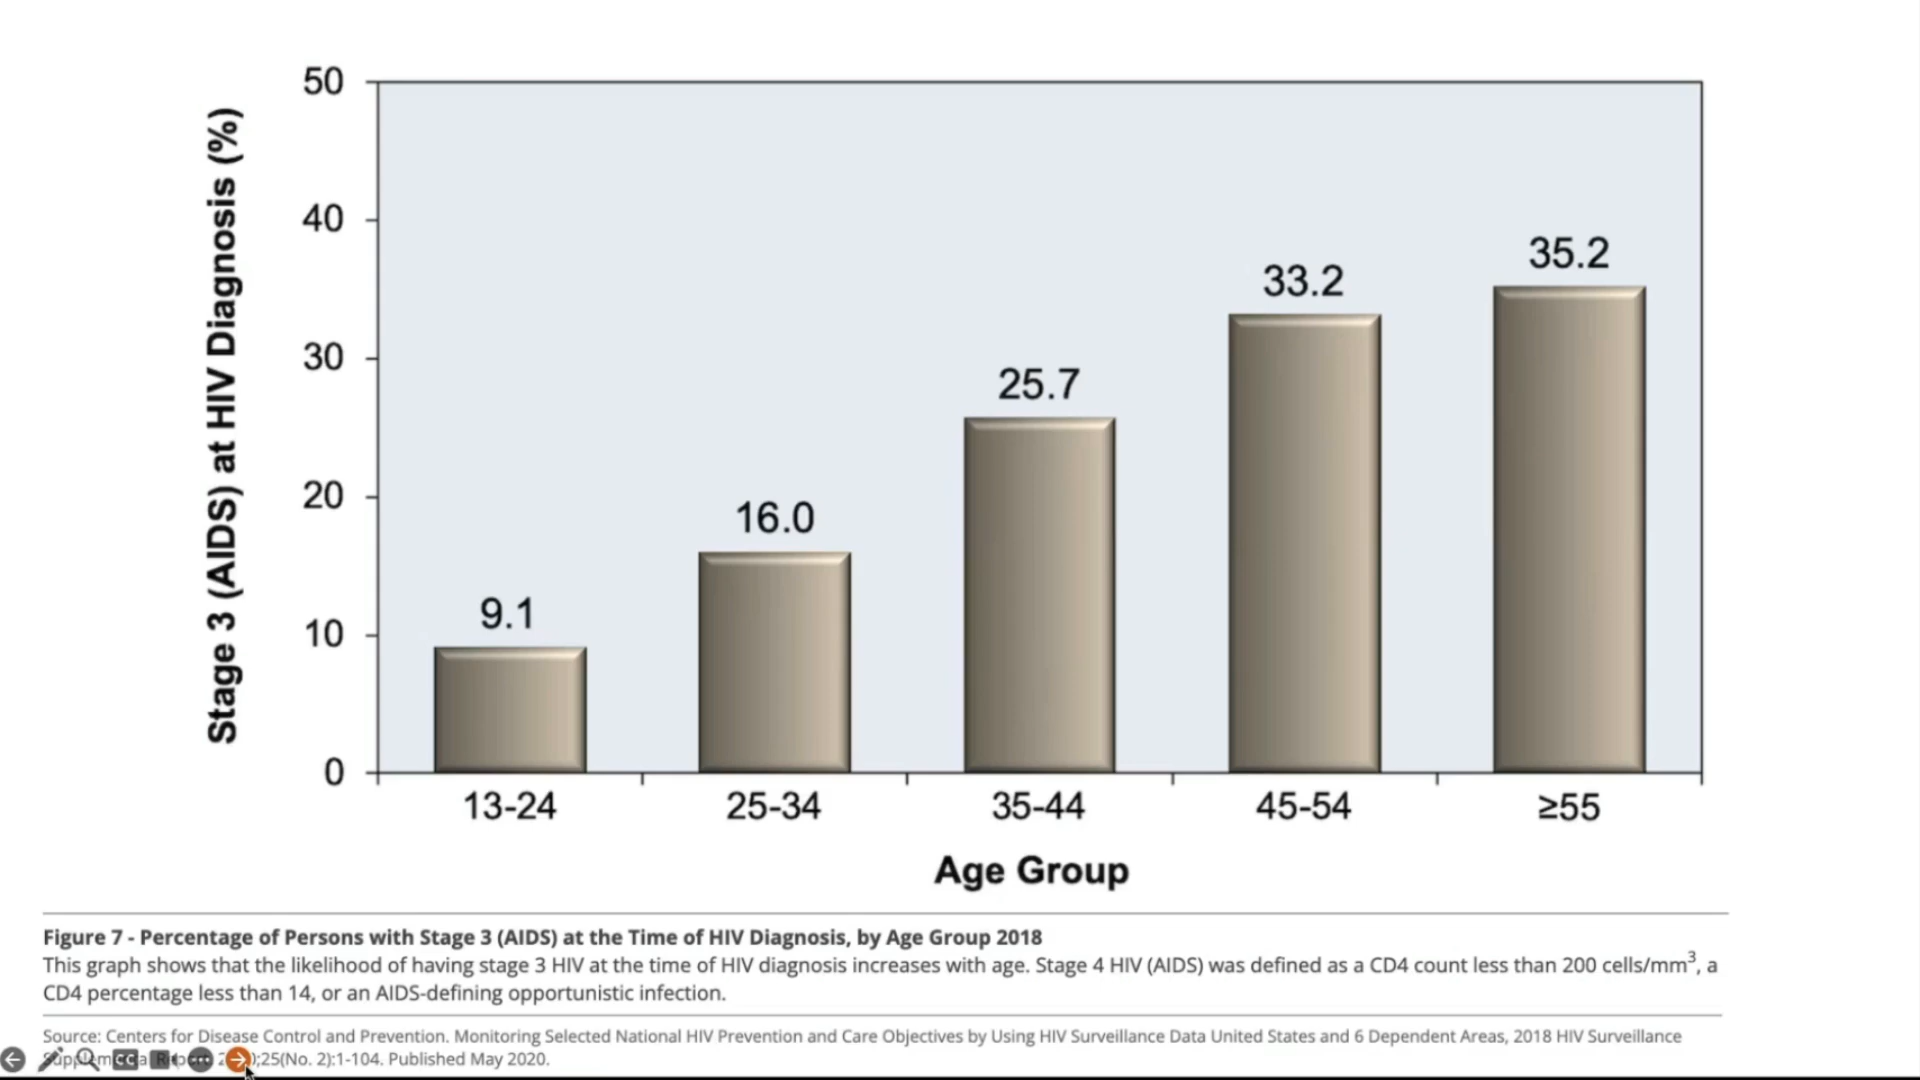 50
40
30
20
10
0
Stage 3 (AIDS) at HIV Diagnosis (%)
9.1
16.0
25.7
33.2
35.2
13-24
25-34
35-44
45-54
≥55
Age Group
Figure 7 - Percentage of Persons with Stage 3 (AIDS) at the Time of HIV Diagnosis, by Age Group 2018
This graph shows that the likelihood of having stage 3 HIV at the time of HIV diagnosis increases with age. Stage 4 HIV (AIDS) was defined as a CD4 count less than 200 cells/mm³, a
CD4 percentage less than 14, or an AIDS-defining opportunistic infection.
Source: Centers for Disease Control and Prevention. Monitoring Selected National HIV Prevention and Care Objectives by Using HIV Surveillance Data United States and 6 Dependent Areas, 2018 HIV Surveillance
;25(No. 2):1-104. Published May 2020.
CC